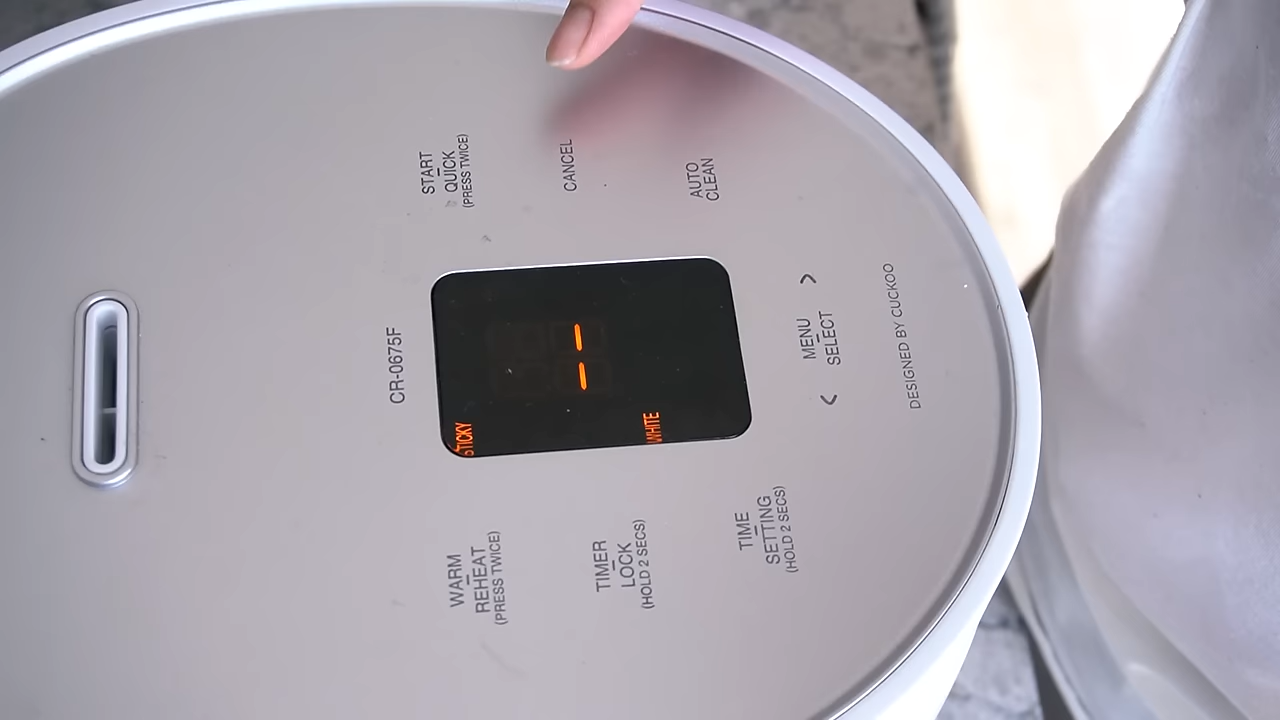 CR-0675F
WARM
REHEAT
(PRESS TWICE)
TIMER
LOCK
(HOLD 2 SECS)
TIME
SETTING
(HOLD 2 SECS)
STICKY
--
WHITE
START
QUICK
(PRESS TWICE)
CANCEL
AUTO
CLEAN
< MENU >
SELECT
DESIGNED BY CUCKOO